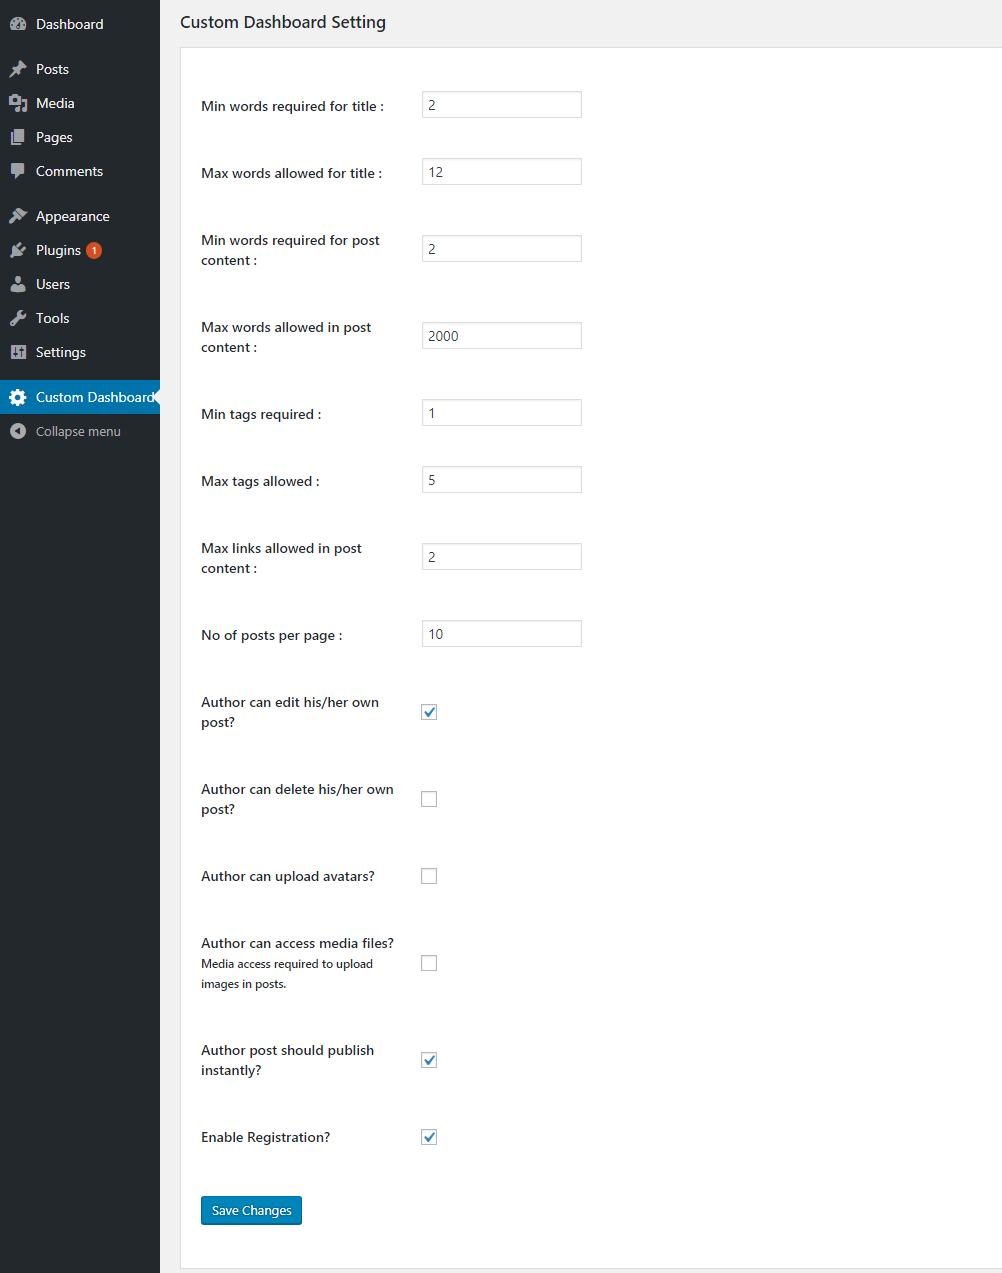 Dashboard
Posts
Media
Pages
Comments
Appearance
Plugins 1
Users
Tools
Settings
Custom Dashboard
Collapse menu
Custom Dashboard Setting
Min words required for title : 2
Max words allowed for title : 12
Min words required for post
content : 2
Max words allowed in post
content : 2000
Min tags required : 1
Max tags allowed : 5
Max links allowed in post
content : 2
No of posts per page : 10
Author can edit his/her own
post?
Author can delete his/her own
post?
Author can upload avatars?
Author can access media files?
Media access required to upload
images in posts.
Author post should publish
instantly?
Enable Registration?
Save Changes